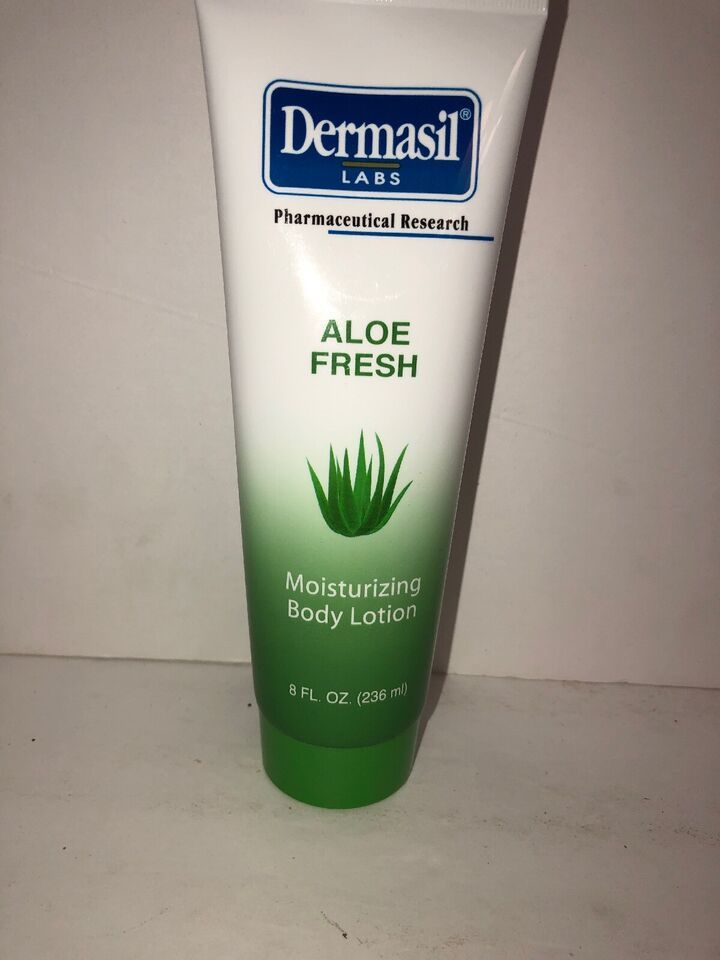 Dermasil®
LABS
Pharmaceutical Research
ALOE
FRESH
Moisturizing
Body Lotion
8 FL. OZ. (236 ml)